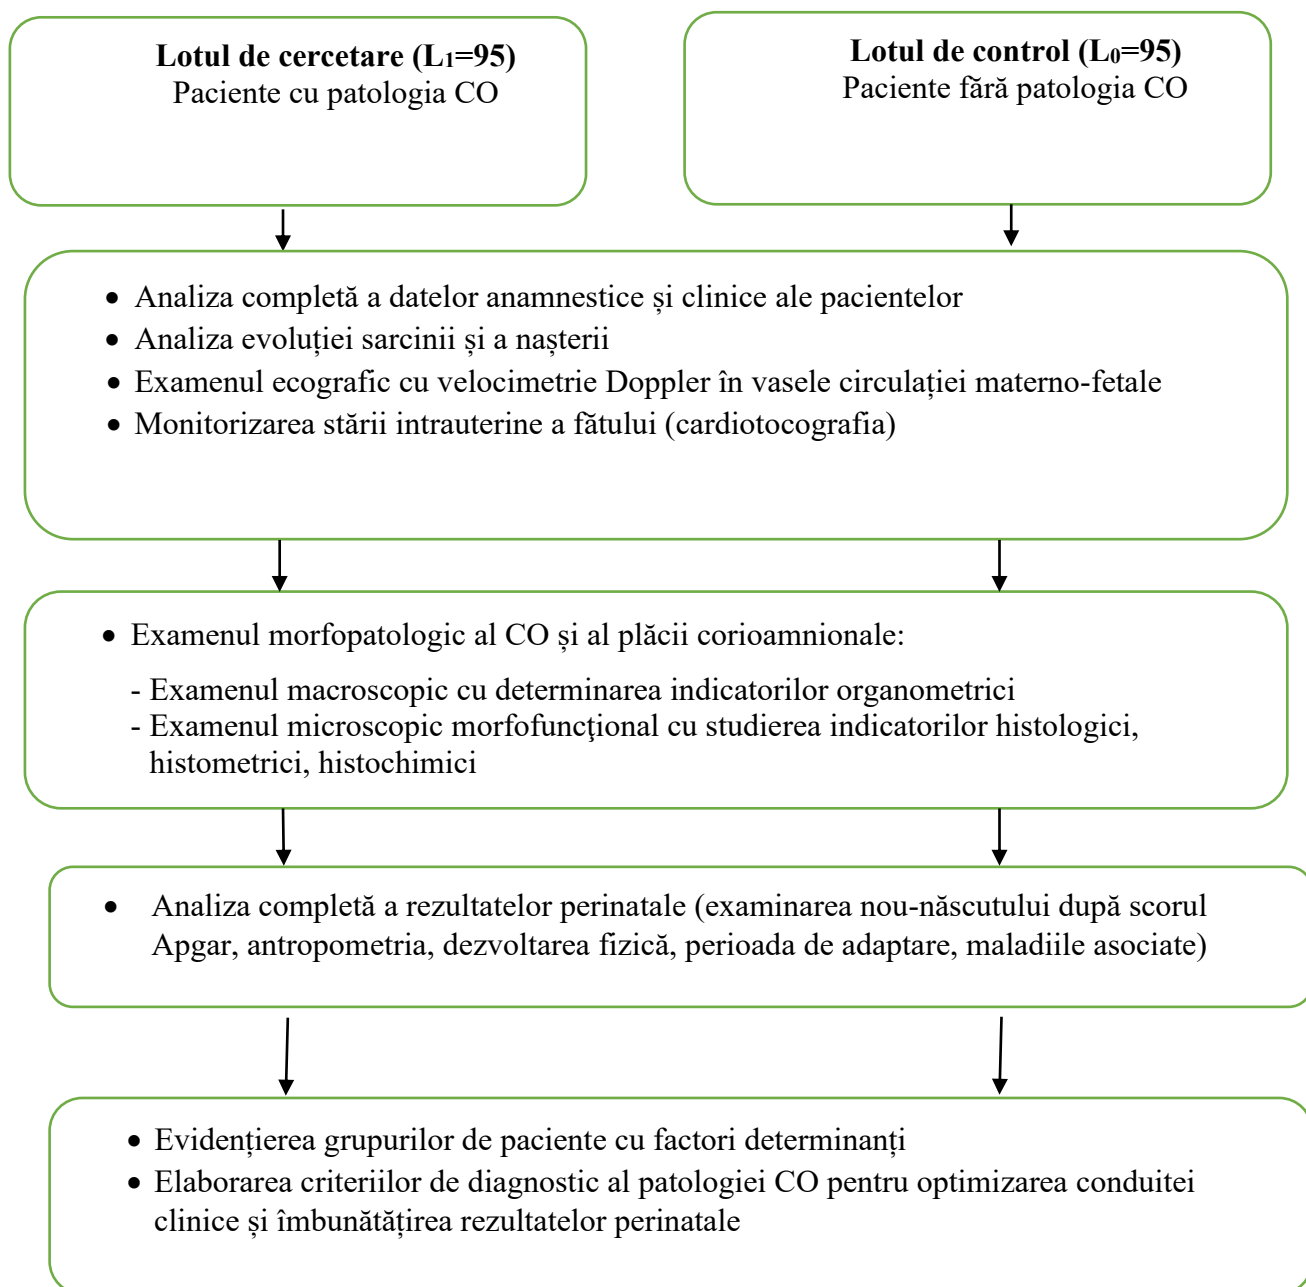 Lotul de cercetare (L₁=95)
Paciente cu patologia CO
Lotul de control (L₀=95)
Paciente fără patologia CO
• Analiza completă a datelor anamnestice și clinice ale pacientelor
• Analiza evoluției sarcinii și a nașterii
• Examenul ecografic cu velocimetrie Doppler în vasele circulației materno-fetale
• Monitorizarea stării intrauterine a fătului (cardiotocografia)
• Examenul morfopatologic al CO și al plăcii corioamnionale:
- Examenul macroscopic cu determinarea indicatorilor organometrici
- Examenul microscopic morfofuncţional cu studierea indicatorilor histologici,
histometrici, histochimici
• Analiza completă a rezultatelor perinatale (examinarea nou-născutului după scorul
Apgar, antropometria, dezvoltarea fizică, perioada de adaptare, maladiile asociate)
• Evidențierea grupurilor de paciente cu factori determinanți
• Elaborarea criteriilor de diagnostic al patologiei CO pentru optimizarea conduitei
clinice și îmbunătățirea rezultatelor perinatale